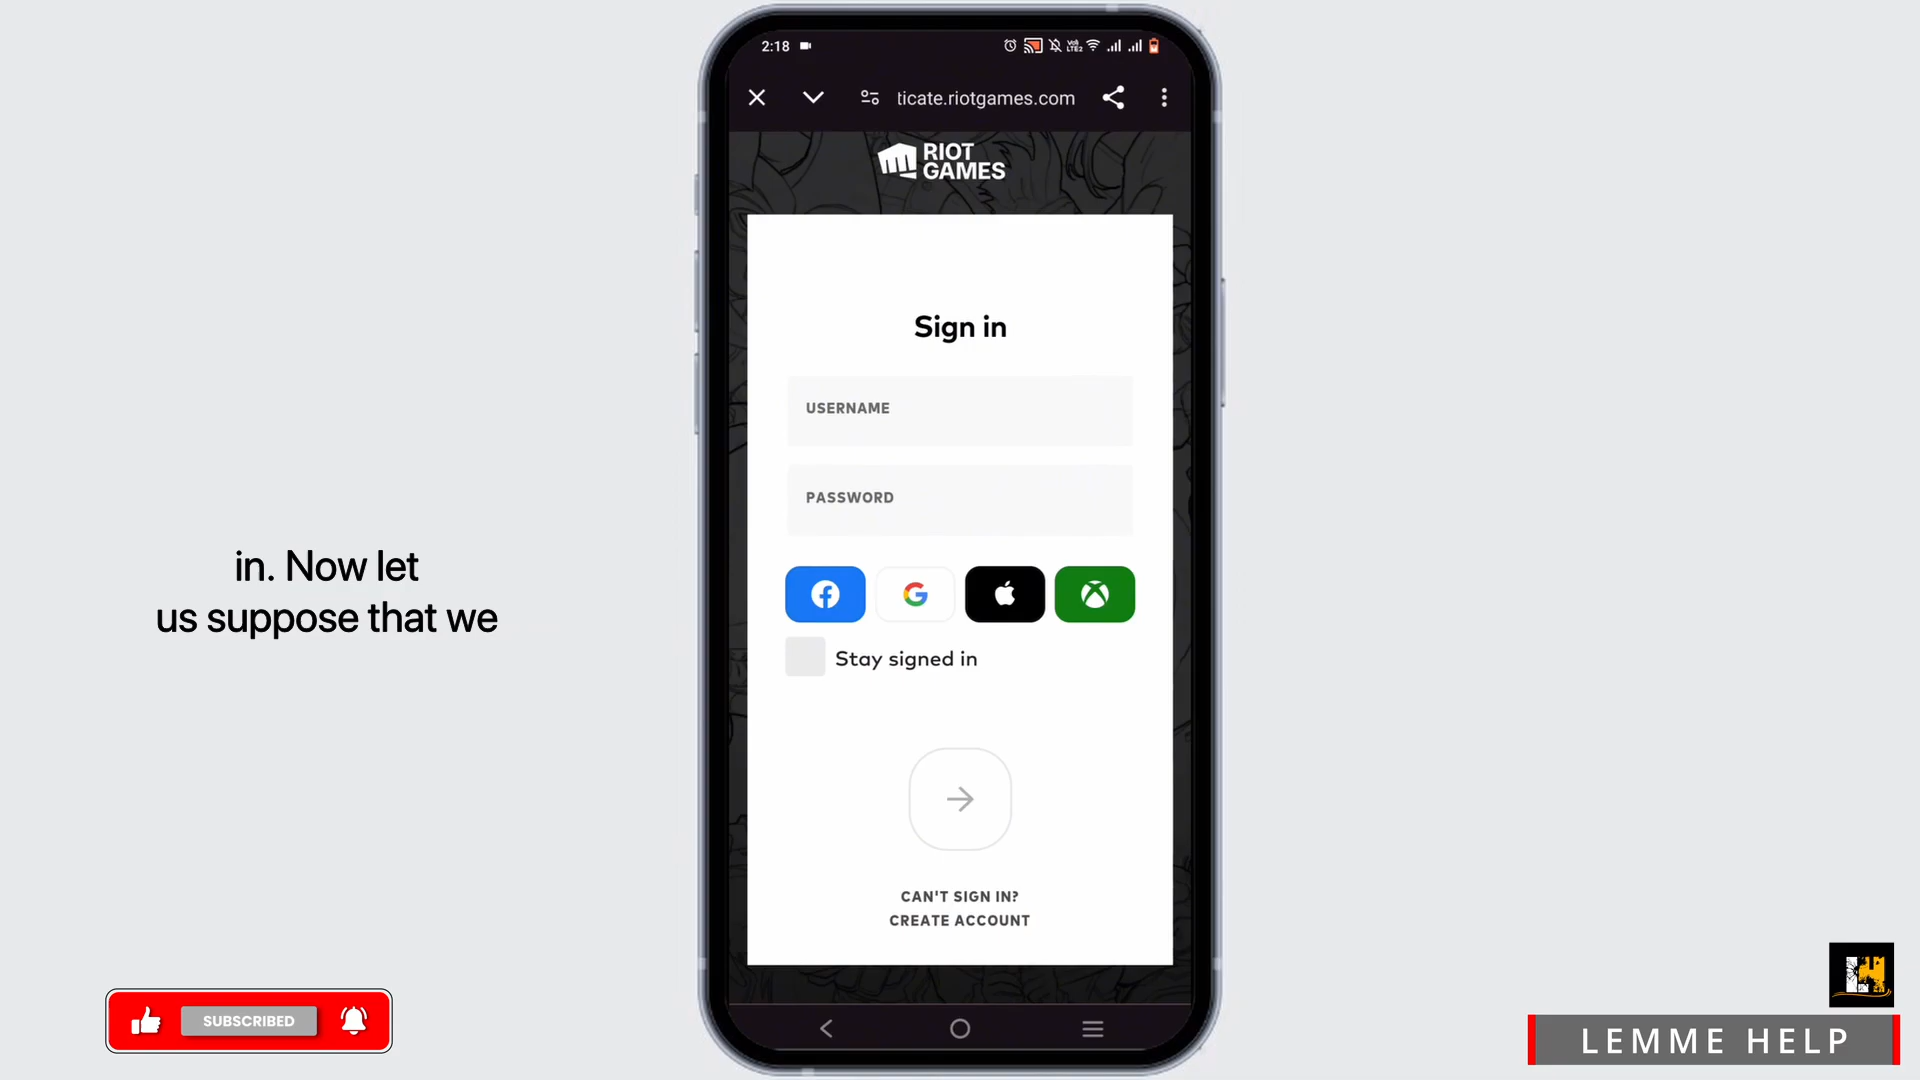 2:18
ticate.riotgames.com
RIOT
GAMES
Sign in
USERNAME
PASSWORD
Stay signed in
CAN'T SIGN IN?
CREATE ACCOUNT
in. Now let
us suppose that we
SUBSCRIBED
LEMME HELP